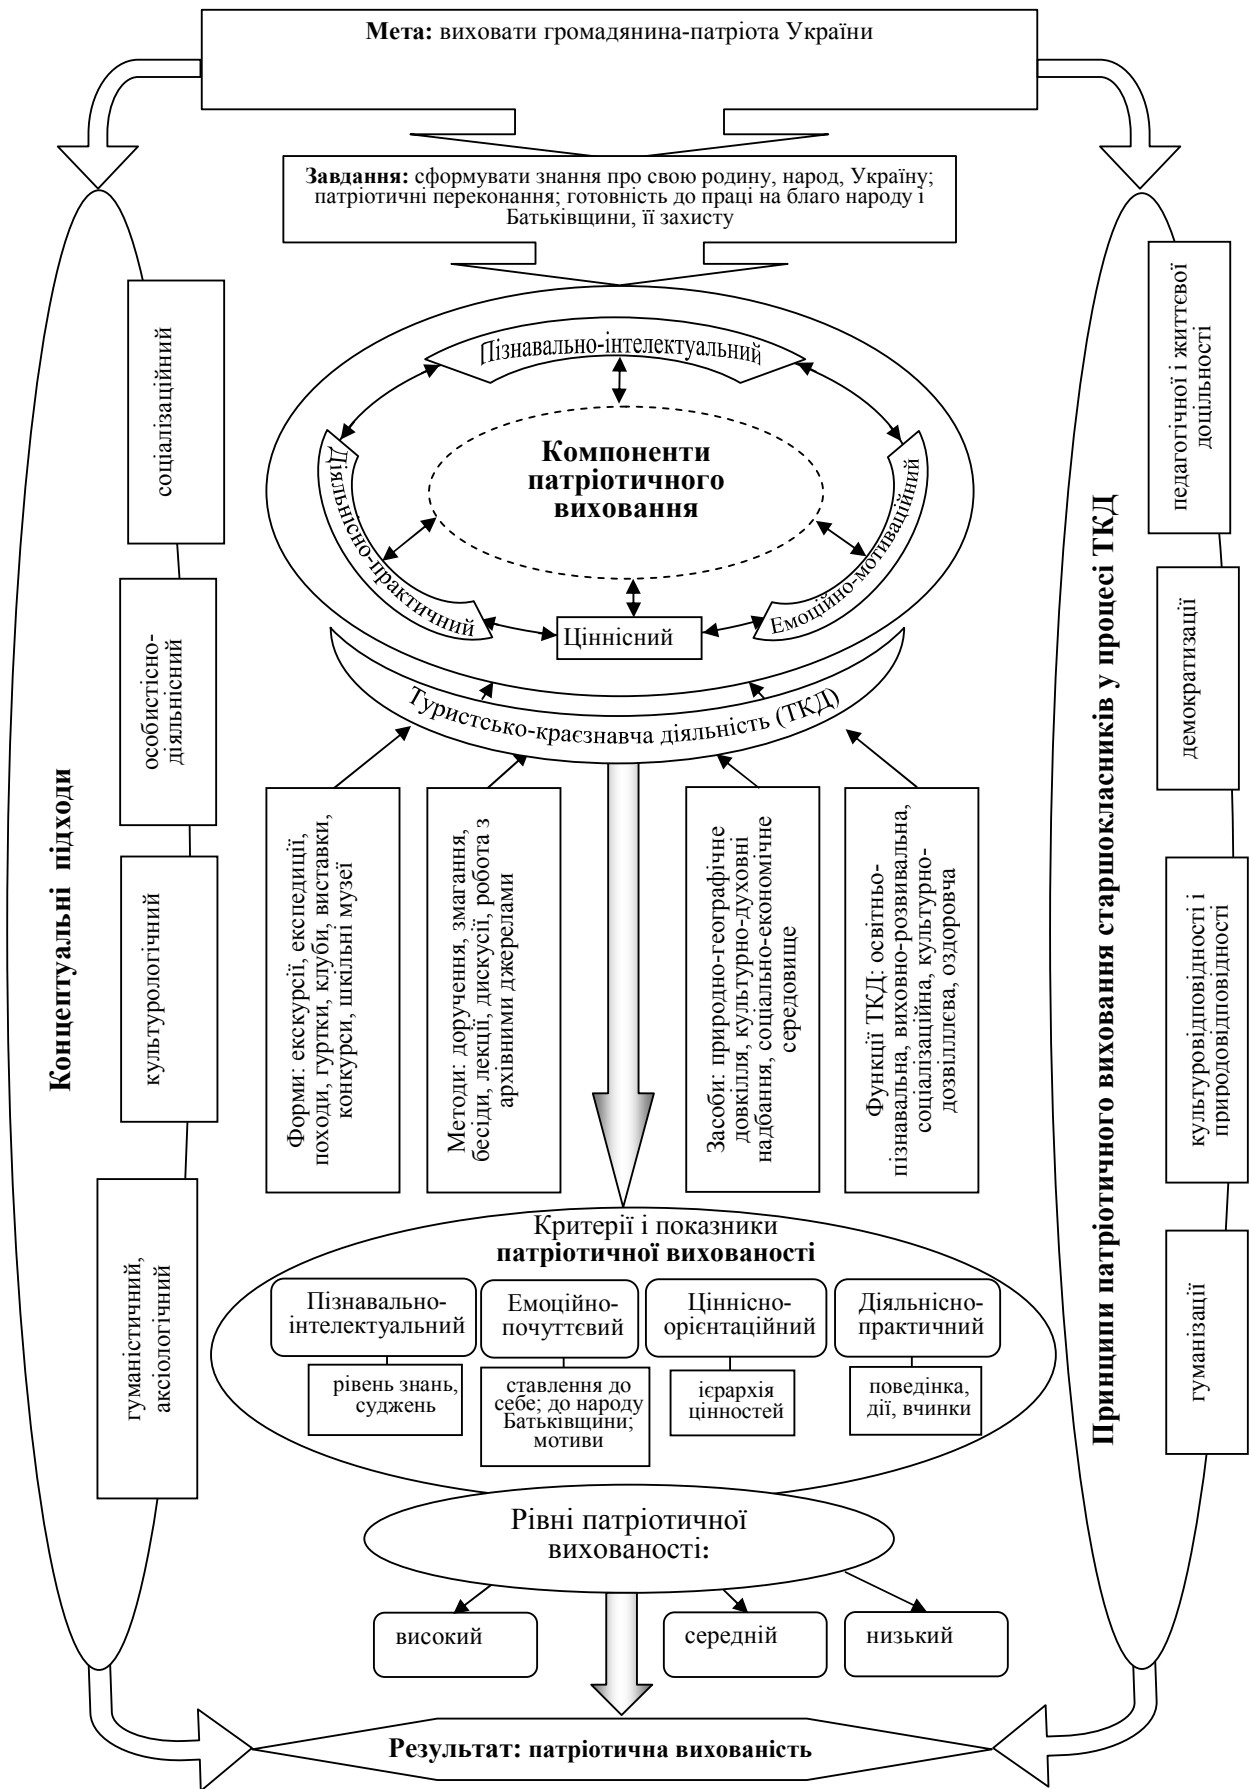 Мета: виховати громадянина-патріота України
Завдання: сформувати знання про свою родину, народ, Україну;
патріотичні переконання; готовність до праці на благо народу і
Батьківщини, її захисту
Концептуальні підходи
соціалізаційний
особистісно-
діяльнісний
культурологічний
гуманістичний,
аксіологічний
Пізнавально-інтелектуальний
Діяльнісно-практичний
Компоненти
патріотичного
виховання
Емоційно-мотиваційний
Ціннісний
Туристсько-краєзнавча діяльність (ТКД)
Форми: екскурсії, експедиції,
походи, гуртки, клуби, виставки,
конкурси, шкільні музеї
Методи: доручення, змагання,
бесіди, лекції, дискусії, робота з
архівними джерелами
Засоби: природно-географічне
довкілля, культурно-духовні
надбання, соціально-економічне
середовище
Функції ТКД: освітньо-
пізнавальна, виховно-розвивальна,
соціалізаційна, культурно-
дозвілллєва, оздоровча
Принципи патріотичного виховання старшокласників у процесі ТКД
педагогічної і життєвої
доцільності
демократизації
культуровідповідності і
природовідповідності
гуманізації
Критерії і показники
патріотичної вихованості
Пізнавально-
інтелектуальний
Емоційно-
почуттєвий
Ціннісно-
орієнтаційний
Діяльнісно-
практичний
рівень знань,
суджень
ставлення до
себе; до народу
Батьківщини;
мотиви
ієрархія
цінностей
поведінка,
дії, вчинки
Рівні патріотичної
вихованості:
високий
середній
низький
Результат: патріотична вихованість